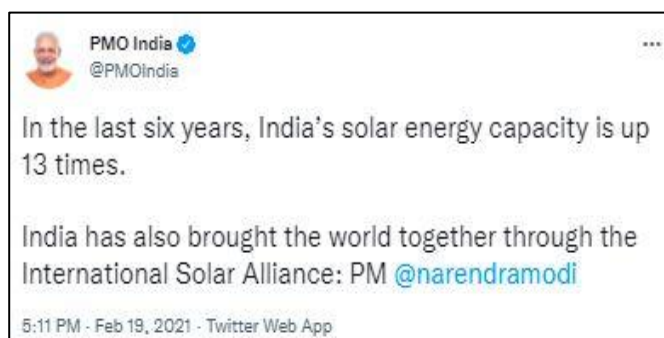 PMO India
@PMOIndia
In the last six years, India's solar energy capacity is up
13 times.
India has also brought the world together through the
International Solar Alliance: PM @narendramodi
5:11 PM · Feb 19, 2021 · Twitter Web App